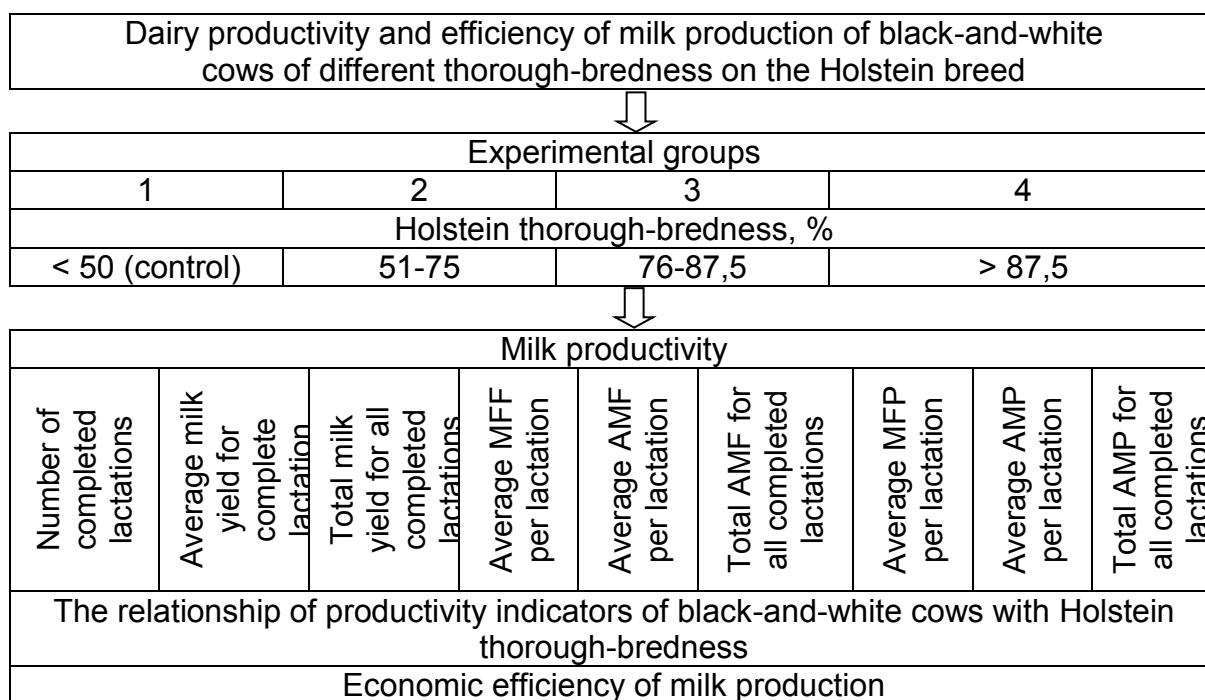 Dairy productivity and efficiency of milk production of black-and-white
cows of different thorough-bredness on the Holstein breed
Experimental groups
1 2 3 4
Holstein thorough-bredness, %
< 50 (control) 51-75 76-87,5 > 87,5
Milk productivity
Number of
completed
lactations
Average milk
yield for
complete
lactation
Total milk
yield for all
completed
lactations
Average MFF
per lactation
Average AMF
per lactation
Total AMF for
all completed
lactations
Average MFP
per lactation
Average AMP
per lactation
Total AMP for
all completed
lactations
The relationship of productivity indicators of black-and-white cows with Holstein
thorough-bredness
Economic efficiency of milk production